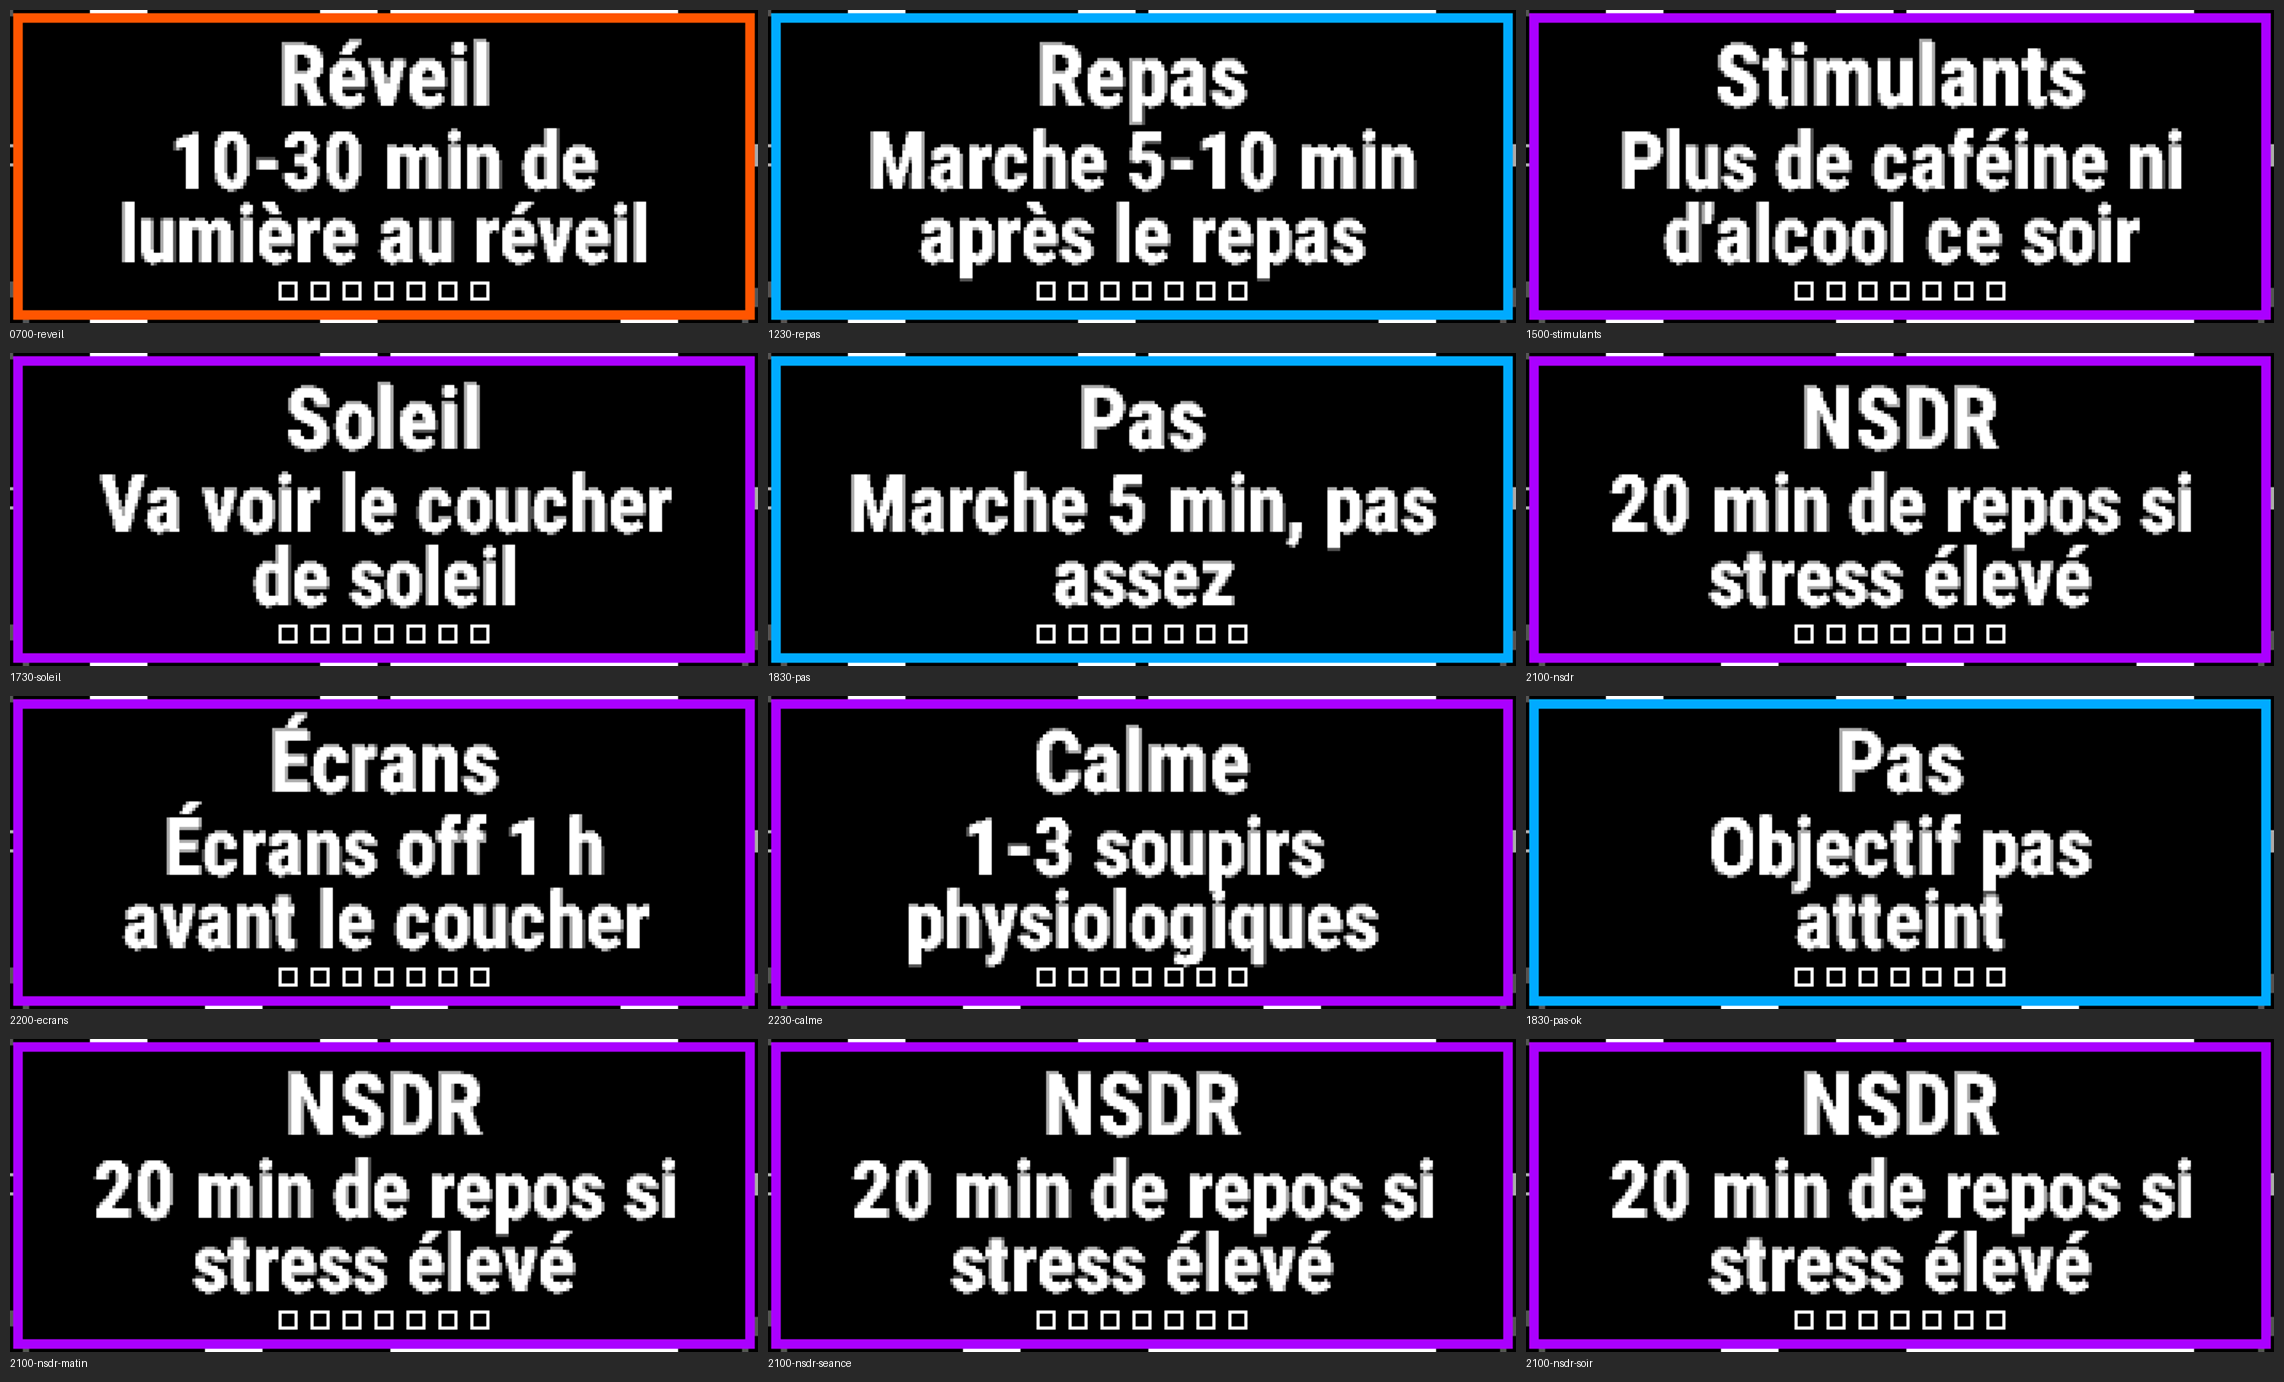 Réveil
10-30 min de
lumière au réveil
0700-reveil
Repas
Marche 5-10 min
après le repas
1230-repas
Stimulants
Plus de caféine ni
d'alcool ce soir
1500-stimulants
Soleil
Va voir le coucher
de soleil
1730-soleil
Pas
Marche 5 min, pas
assez
1830-pas
NSDR
20 min de repos si
stress élevé
2100-nsdr
Écrans
Écrans off 1 h
avant le coucher
2200-ecrans
Calme
1-3 soupirs
physiologiques
2230-calme
Pas
Objectif pas
atteint
1830-pas-ok
NSDR
20 min de repos si
stress élevé
2100-nsdr-matin
NSDR
20 min de repos si
stress élevé
2100-nsdr-seance
NSDR
20 min de repos si
stress élevé
2100-nsdr-soir